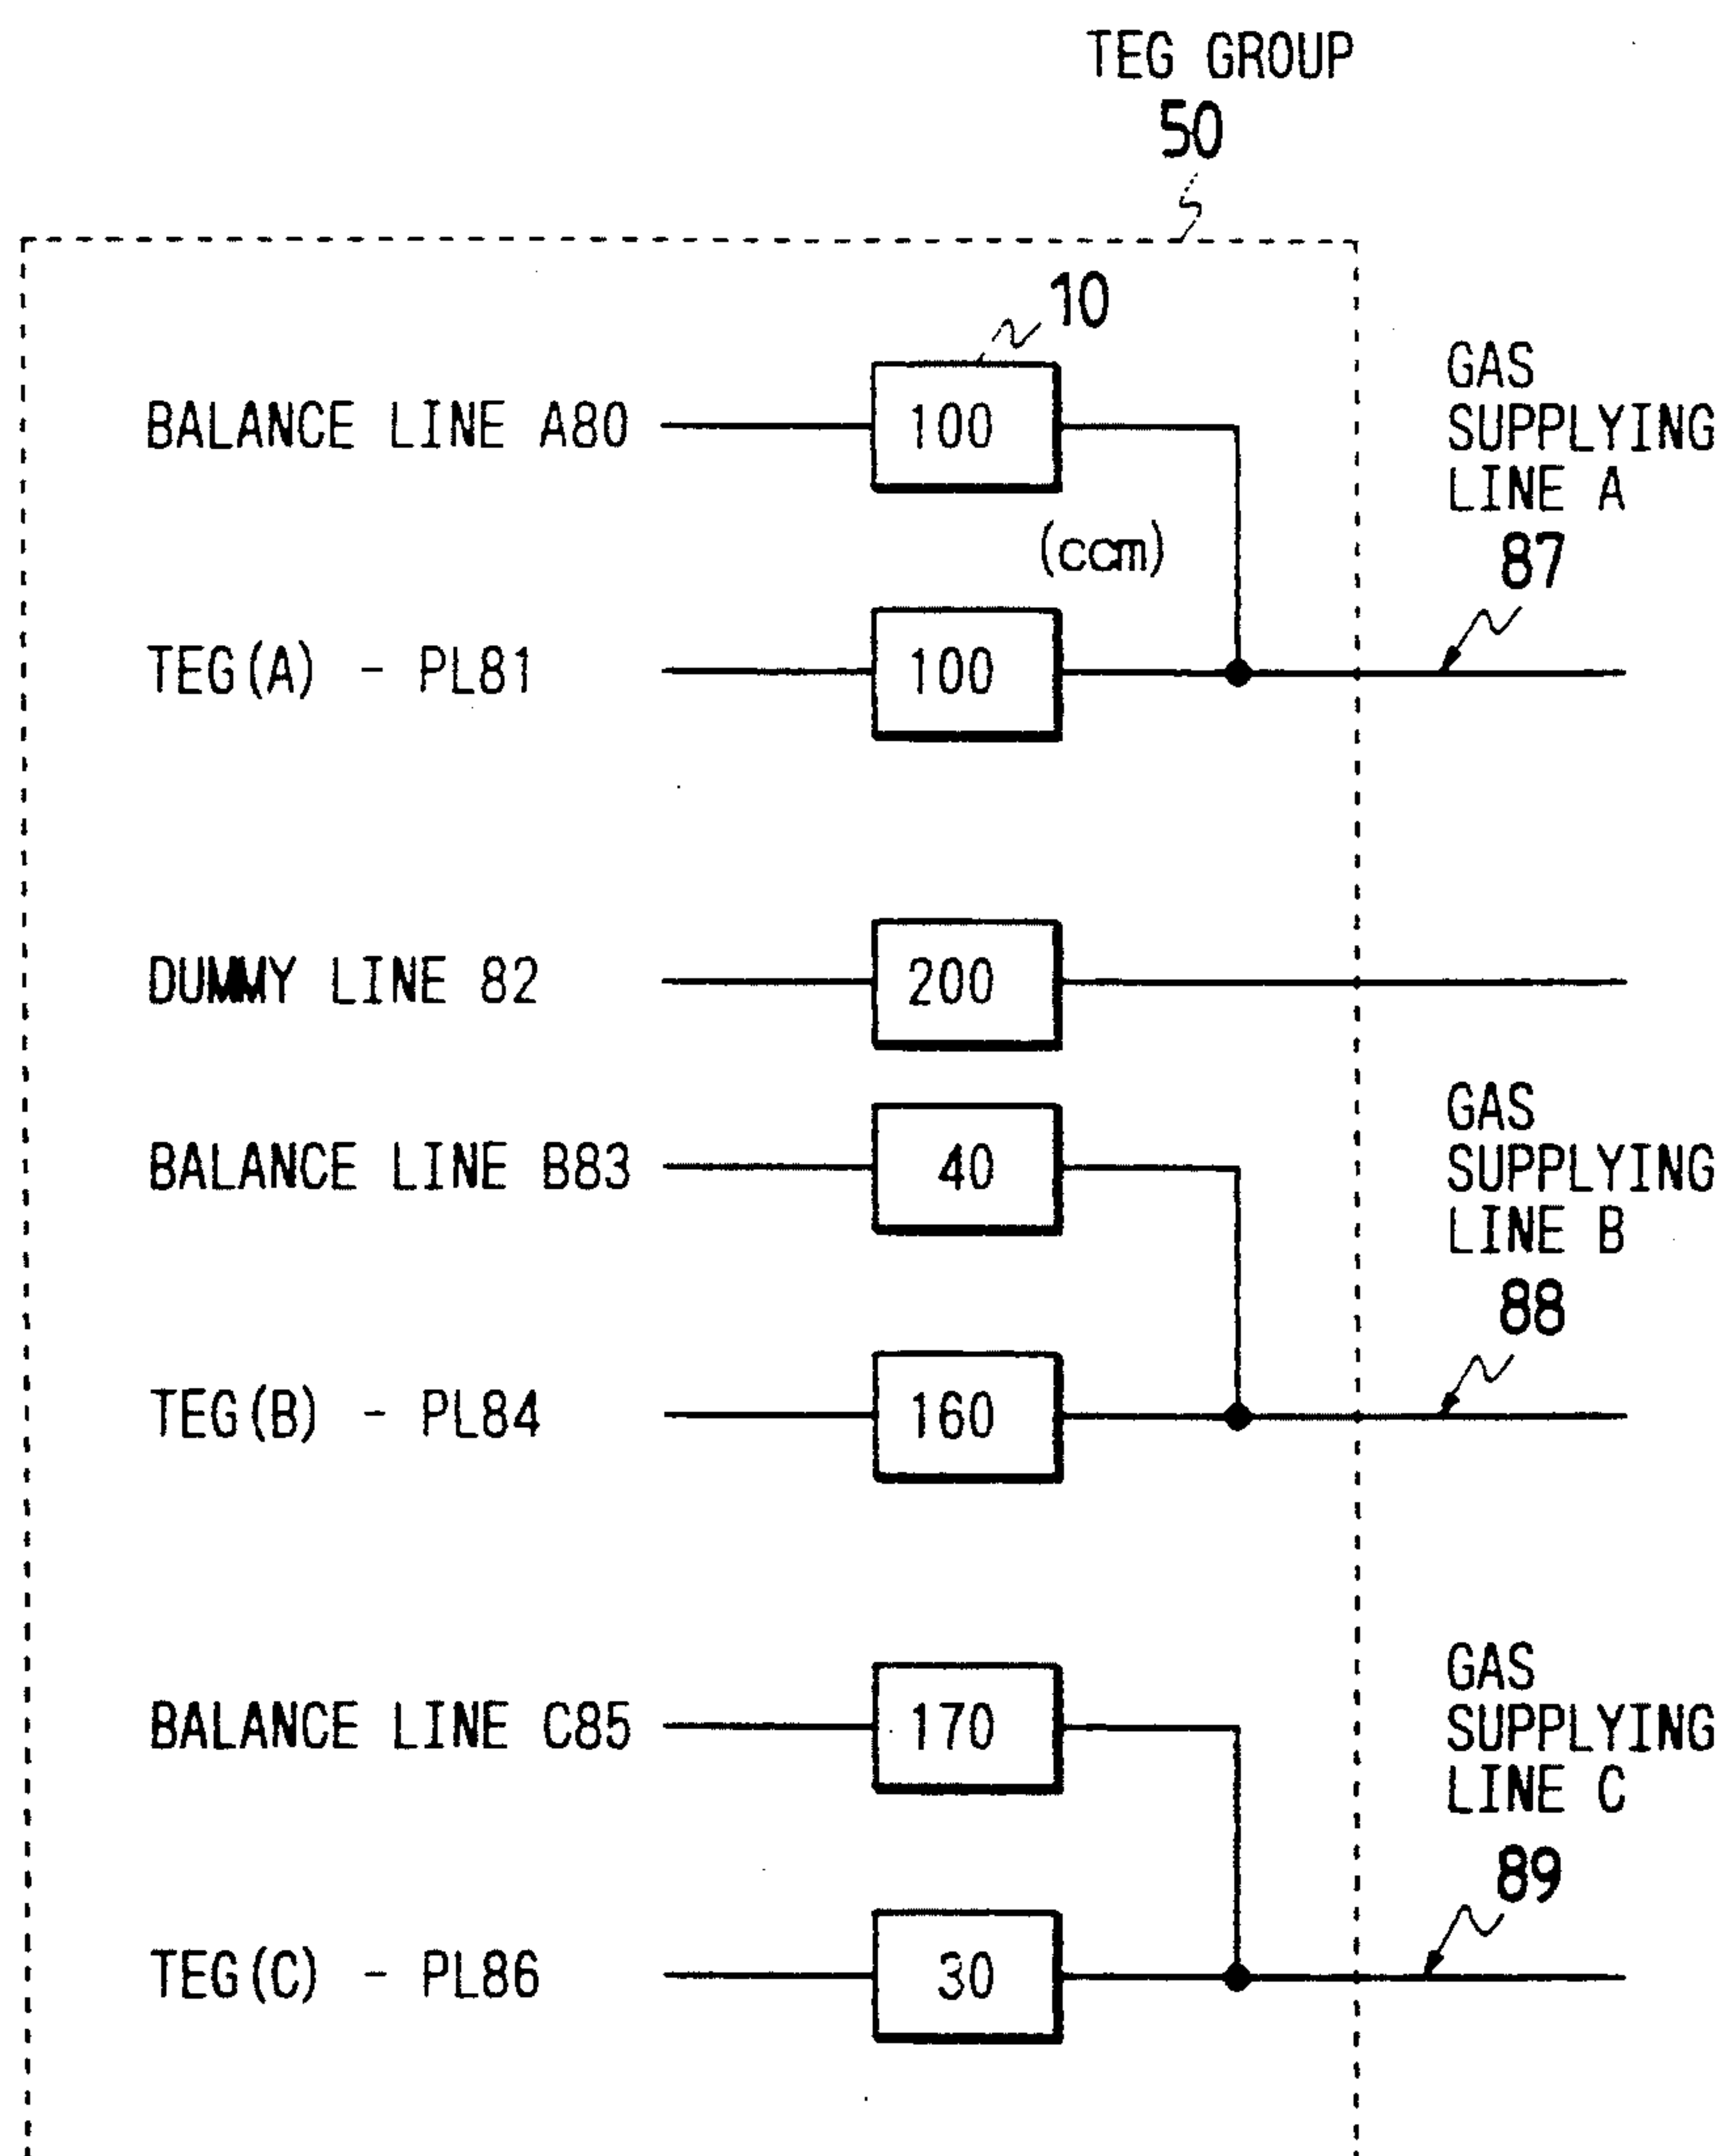 TEG GROUP
50
10
BALANCE LINE A80
100
GAS
SUPPLYING
LINE A
87
(ccm)
TEG(A) - PL81
100
DUMMY LINE 82
200
BALANCE LINE B83
40
GAS
SUPPLYING
LINE B
88
TEG(B) - PL84
160
BALANCE LINE C85
170
GAS
SUPPLYING
LINE C
89
TEG(C) - PL86
30